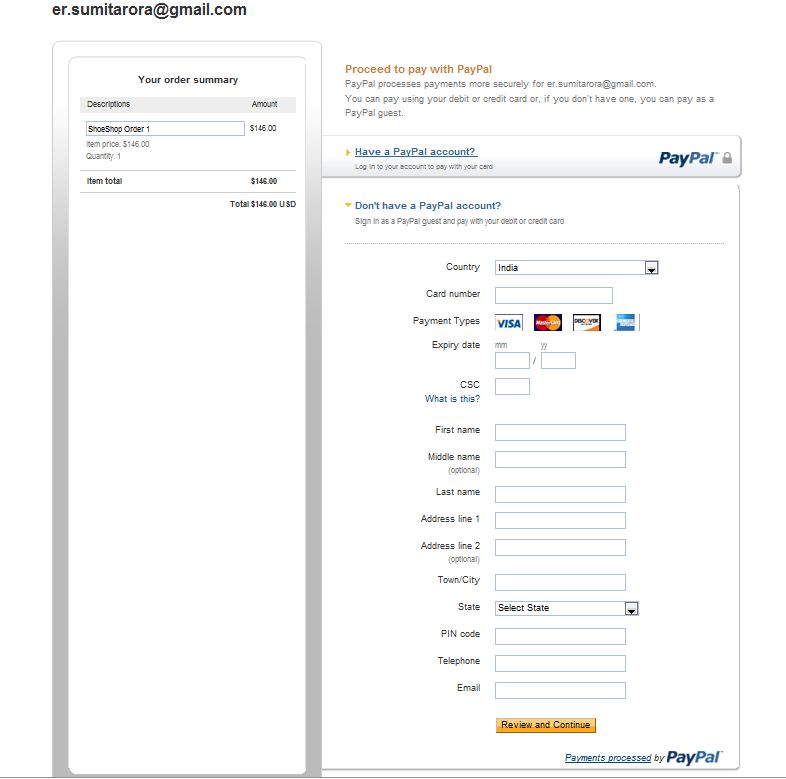 er.sumitarora@gmail.com
Your order summary
Descriptions Amount
ShoeShop Order 1 $146.00
Item price: $146.00
Quantity: 1
Item total $146.00
Total $146.00 USD
Proceed to pay with PayPal
PayPal processes payments more securely for er.sumitarora@gmail.com.
You can pay using your debit or credit card or, if you don't have one, you can pay as a
PayPal guest.
Have a PayPal account?
Log in to your account to pay with your card
PayPal
Don't have a PayPal account?
Sign in as a PayPal guest and pay with your debit or credit card
Country India
Card number
Payment Types VISA MasterCard DISCOVER
Expiry date mm yy
/
CSC
What is this?
First name
Middle name
(optional)
Last name
Address line 1
Address line 2
(optional)
Town/City
State Select State
PIN code
Telephone
Email
Review and Continue
Payments processed by PayPal